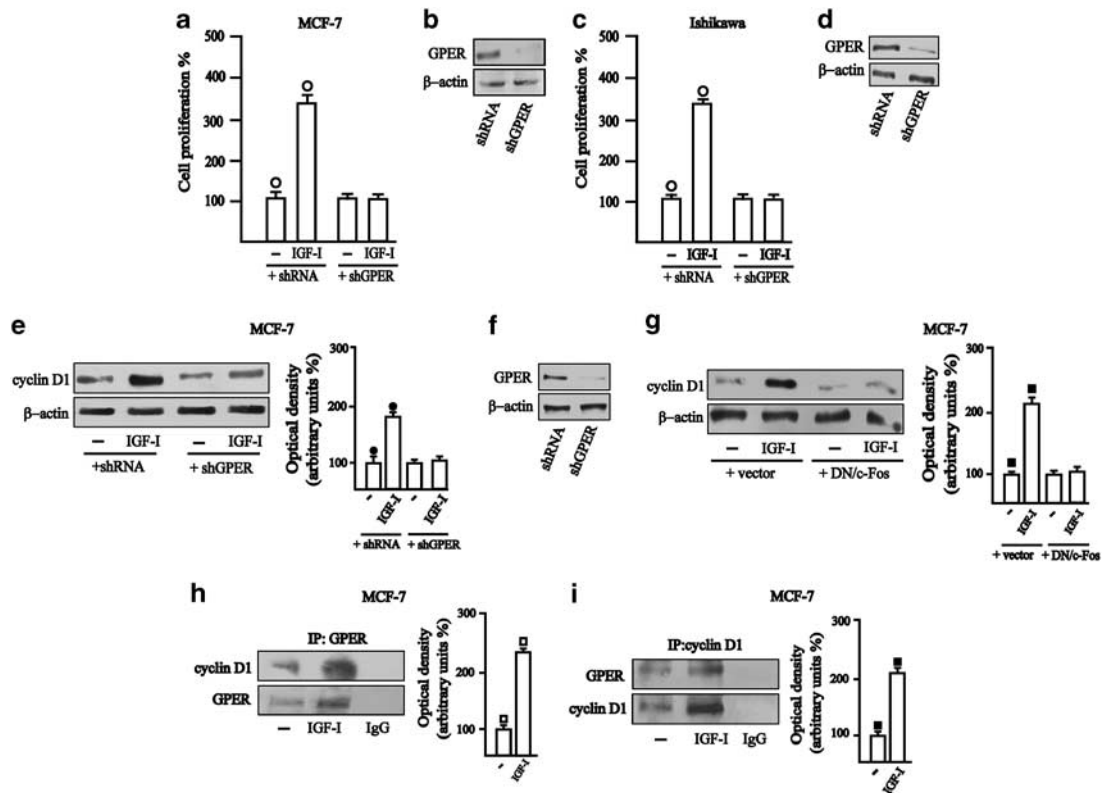 a
MCF-7
Cell proliferation %
500
400
300
200
100
– IGF-I – IGF-I
+ shRNA + shGPER
b
GPER
β–actin
shRNA
shGPER
c
Ishikawa
Cell proliferation %
500
400
300
200
100
– IGF-I – IGF-I
+ shRNA + shGPER
d
GPER
β–actin
shRNA
shGPER
e
MCF-7
cyclin D1
β–actin
– IGF-I – IGF-I
+shRNA + shGPER
Optical density
(arbitrary units %)
300
200
100
- IGF-I - IGF-I
+ shRNA + shGPER
f
GPER
β–actin
shRNA
shGPER
g
MCF-7
cyclin D1
β–actin
– IGF-I – IGF-I
+ vector + DN/c-Fos
Optical density
(arbitrary units %)
300
200
100
- IGF-I - IGF-I
+ vector + DN/c-Fos
h
MCF-7
IP: GPER
cyclin D1
GPER
– IGF-I IgG
Optical density
(arbitrary units %)
300
200
100
- IGF-I
i
MCF-7
IP:cyclin D1
GPER
cyclin D1
– IGF-I IgG
Optical density
(arbitrary units %)
300
200
100
- IGF-I